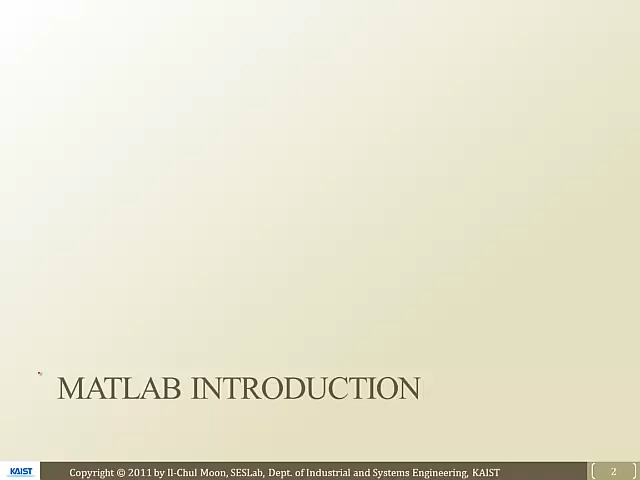 MATLAB INTRODUCTION
KAIST
Copyright © 2011 by Il-Chul Moon, SESLab, Dept. of Industrial and Systems Engineering, KAIST
2